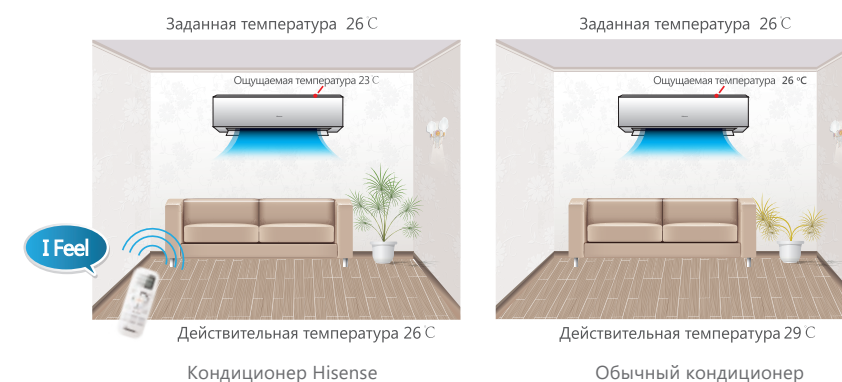 Заданная температура 26℃
Заданная температура 26℃
Ощущаемая температура 23℃
Ощущаемая температура 26 ℃
I Feel
Действительная температура 26℃
Действительная температура 29℃
Кондиционер Hisense
Обычный кондиционер